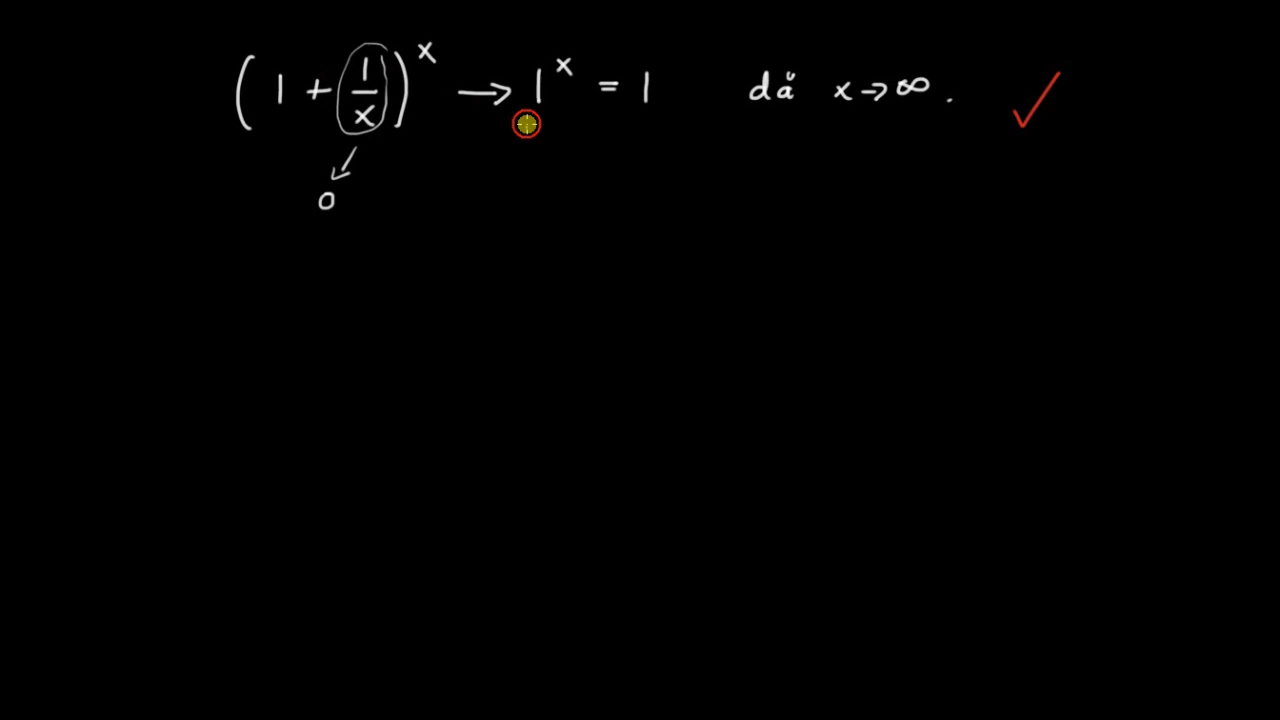 (1 + 1/x)^x → 1^x = 1 då x → ∞.
0